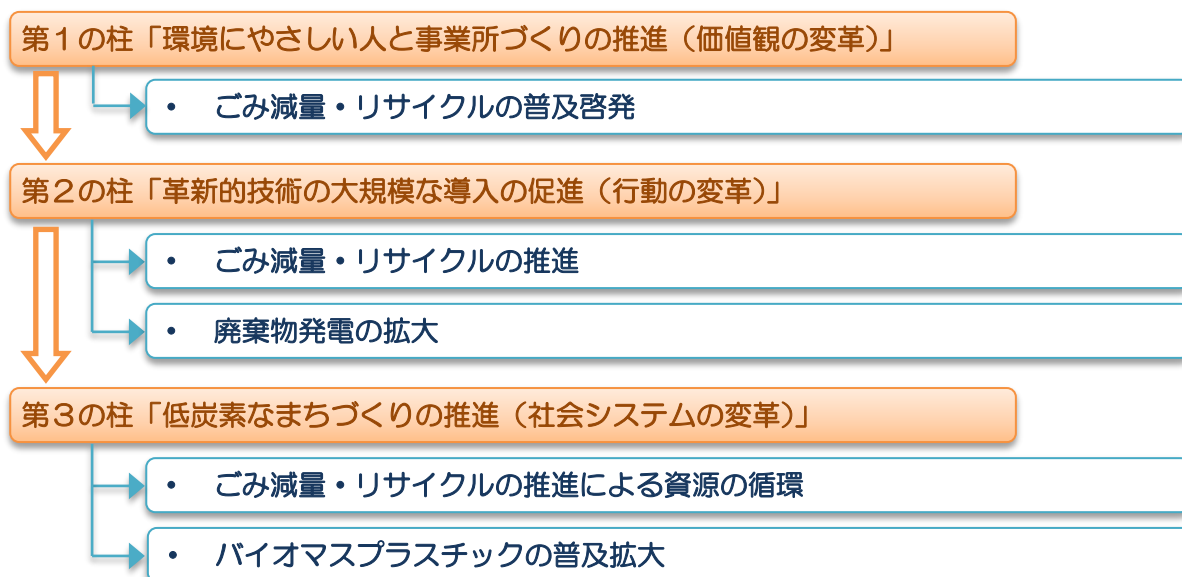 第１の柱「環境にやさしい人と事業所づくりの推進（価値観の変革）」
• ごみ減量・リサイクルの普及啓発
第２の柱「革新的技術の大規模な導入の促進（行動の変革）」
• ごみ減量・リサイクルの推進
• 廃棄物発電の拡大
第３の柱「低炭素なまちづくりの推進（社会システムの変革）」
• ごみ減量・リサイクルの推進による資源の循環
• バイオマスプラスチックの普及拡大